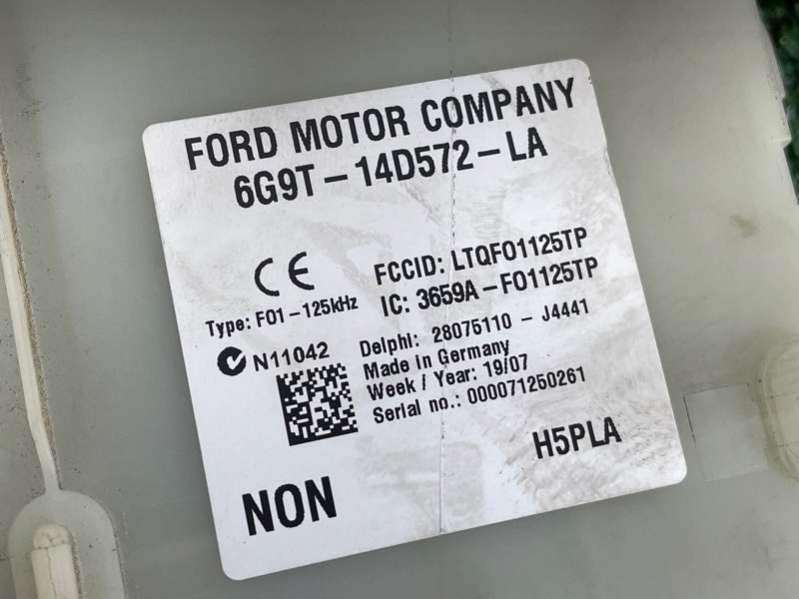 FORD MOTOR COMPANY
6G9T-14D572-LA
CE
FCCID: LTQFO1125TP
IC: 3659A-FO1125TP
Type: FO1-125kHz
N11042
Delphi: 28075110 - J4441
Made in Germany
Week / Year: 19/07
Serial no.: 000071250261
H5PLA
NON